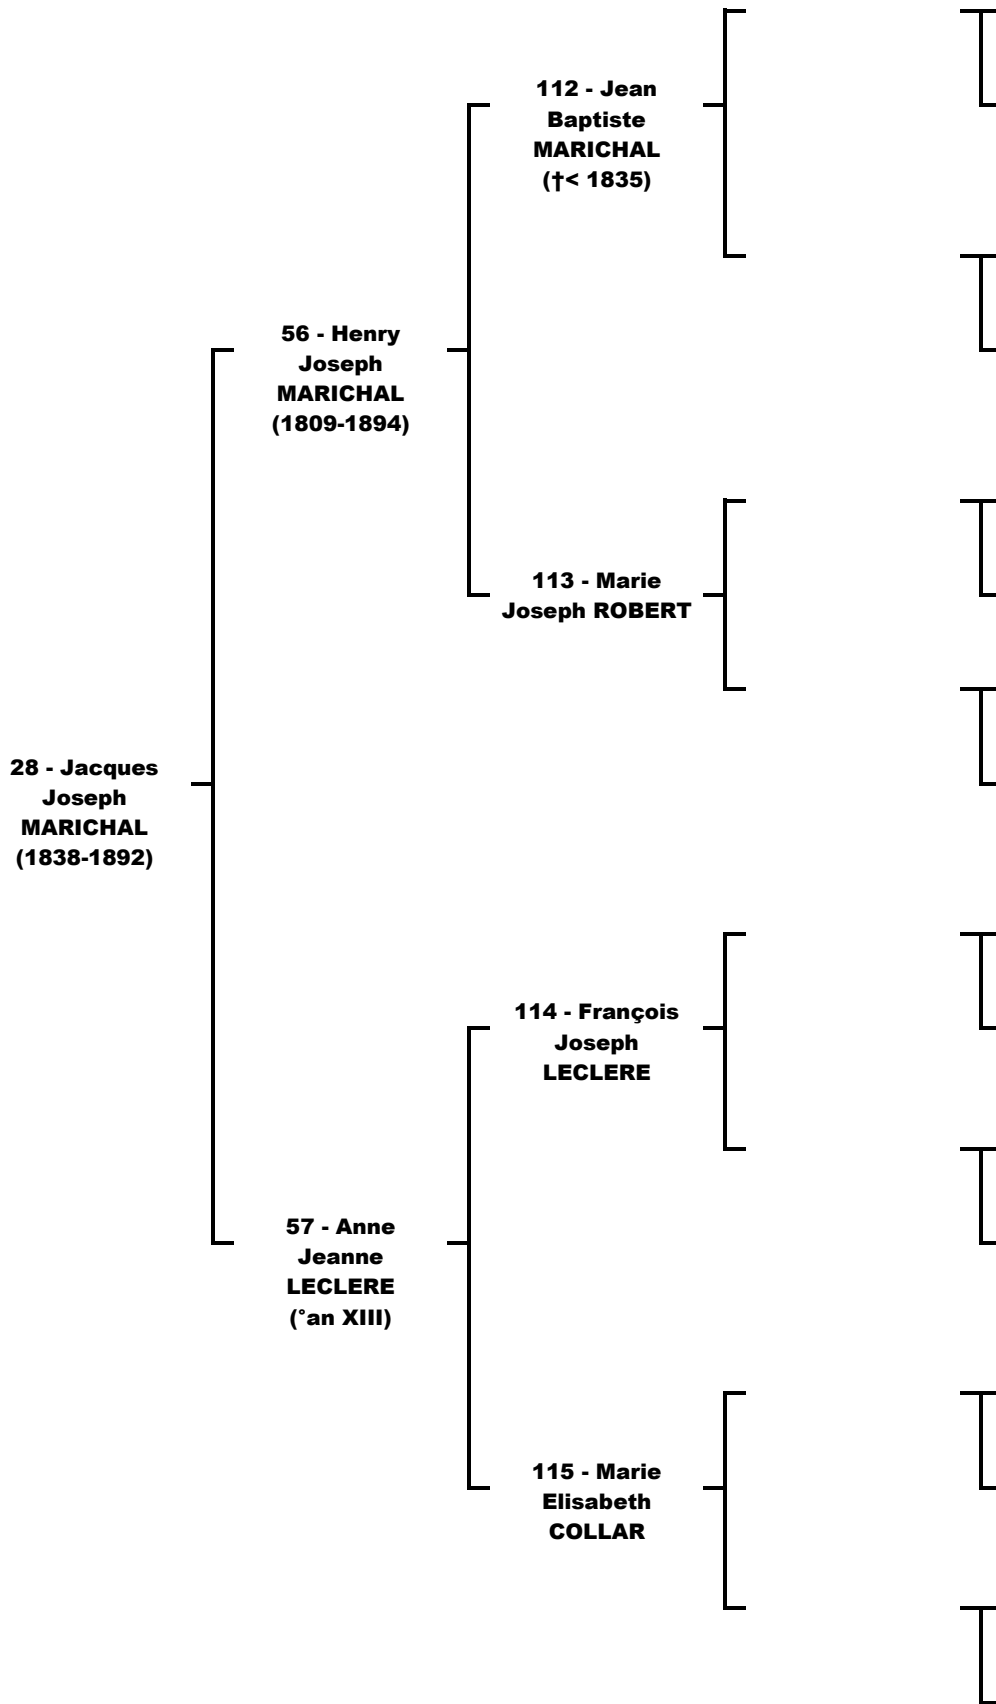 112 - Jean
Baptiste
MARICHAL
(†< 1835)
56 - Henry
Joseph
MARICHAL
(1809-1894)
113 - Marie
Joseph ROBERT
28 - Jacques
Joseph
MARICHAL
(1838-1892)
114 - François
Joseph
LECLERE
57 - Anne
Jeanne
LECLERE
(°an XIII)
115 - Marie
Elisabeth
COLLAR